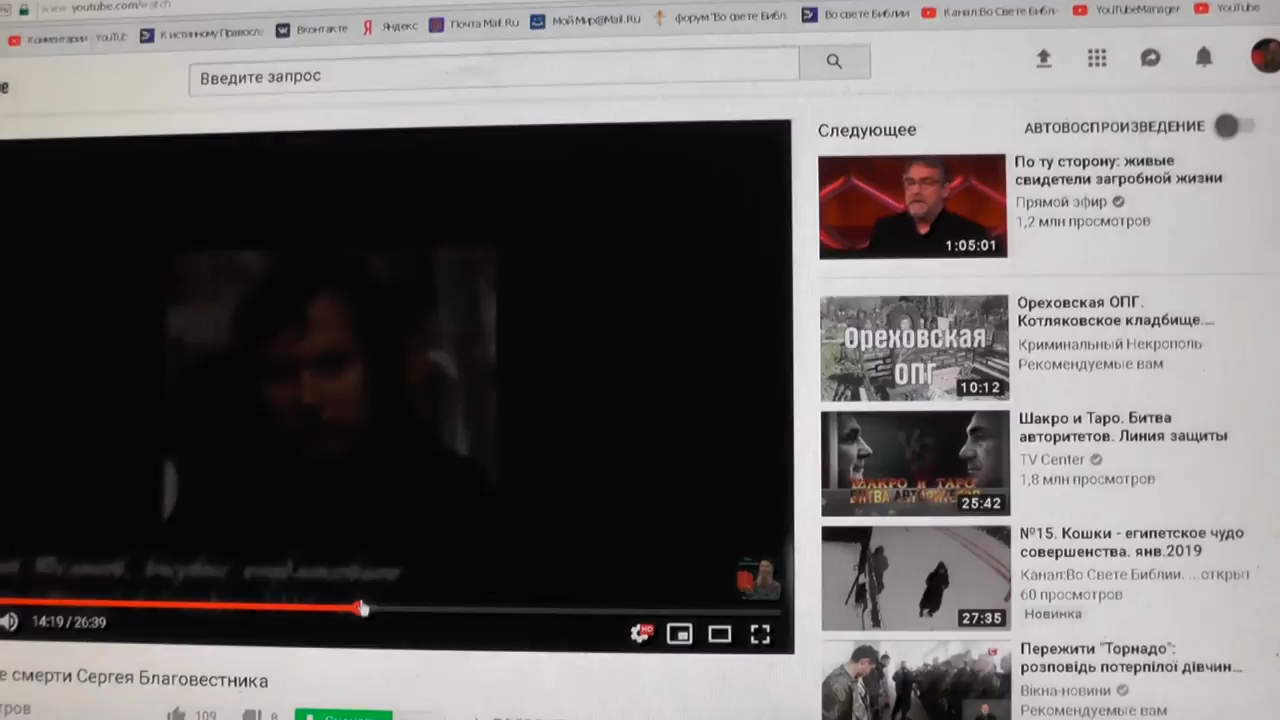 www.youtube.com/watch
Комментарии - YouTube
К истинному Правосла
Вконтакте
Яндекс
Почта Mail.Ru
Мой Мир@Mail.Ru
форум "Во свете Библ
Во свете Библии
Канал:Во Свете Библ-
YouTubeManager
YouTube
Введите запрос
Следующее
АВТОВОСПРОИЗВЕДЕНИЕ
По ту сторону: живые
свидетели загробной жизни
Прямой эфир
1,2 млн просмотров
1:05:01
Ореховская ОПГ.
Котляковское кладбище....
Криминальный Некрополь
Рекомендуемые вам
Ореховская
ОПГ
10:12
Шакро и Таро. Битва
авторитетов. Линия защиты
TV Center
1,8 млн просмотров
25:42
№15. Кошки - египетское чудо
совершенства. янв.2019
Канал:Во Свете Библии. ...открып
60 просмотров
Новинка
27:35
Пережити "Торнадо":
розповідь потерпілої дівчин...
Вікна-новини
Рекомендуемые вам
14:19 / 26:39
HD
е смерти Сергея Благовестника
тров
109
8